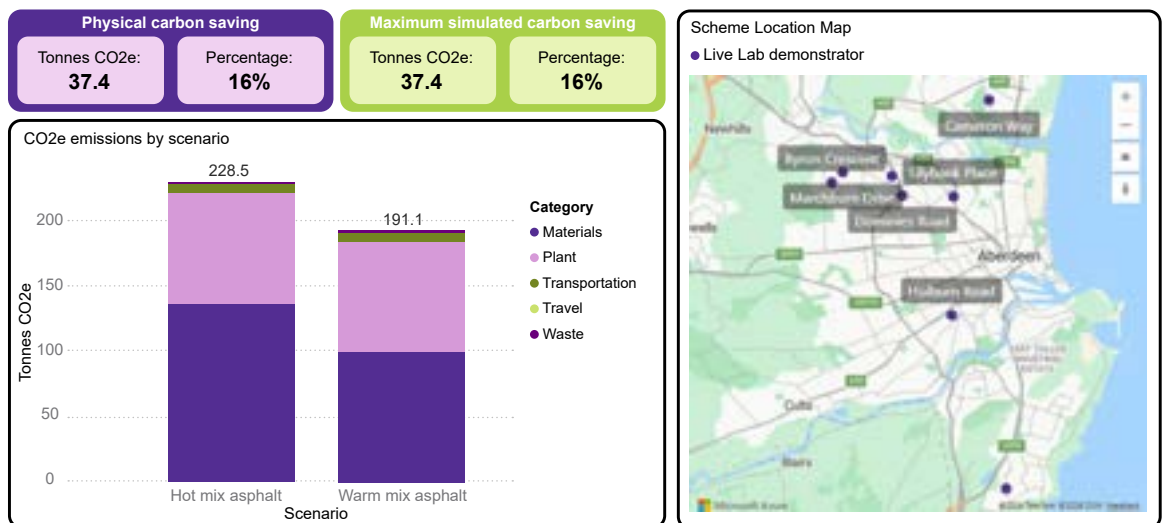 Physical carbon saving
Tonnes CO2e:
37.4
Percentage:
16%
Maximum simulated carbon saving
Tonnes CO2e:
37.4
Percentage:
16%
CO2e emissions by scenario
Tonnes CO2e
200
150
100
50
0
228.5
191.1
Hot mix asphalt
Warm mix asphalt
Scenario
Category
Materials
Plant
Transportation
Travel
Waste
Scheme Location Map
Live Lab demonstrator
Newhills
Cameron Way
Byron Crescent
Lilybank Place
Marchburn Drive
Aberdeen
Holburn Road
Cults
Blairs
Microsoft Azure